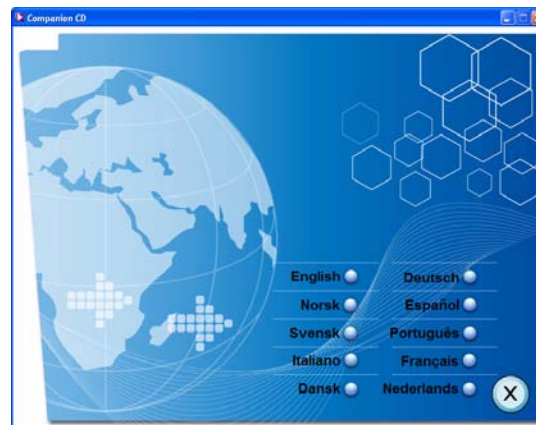 Companion CD
English Deutsch
Norsk Español
Svensk Português
Italiano Français
Dansk Nederlands
X